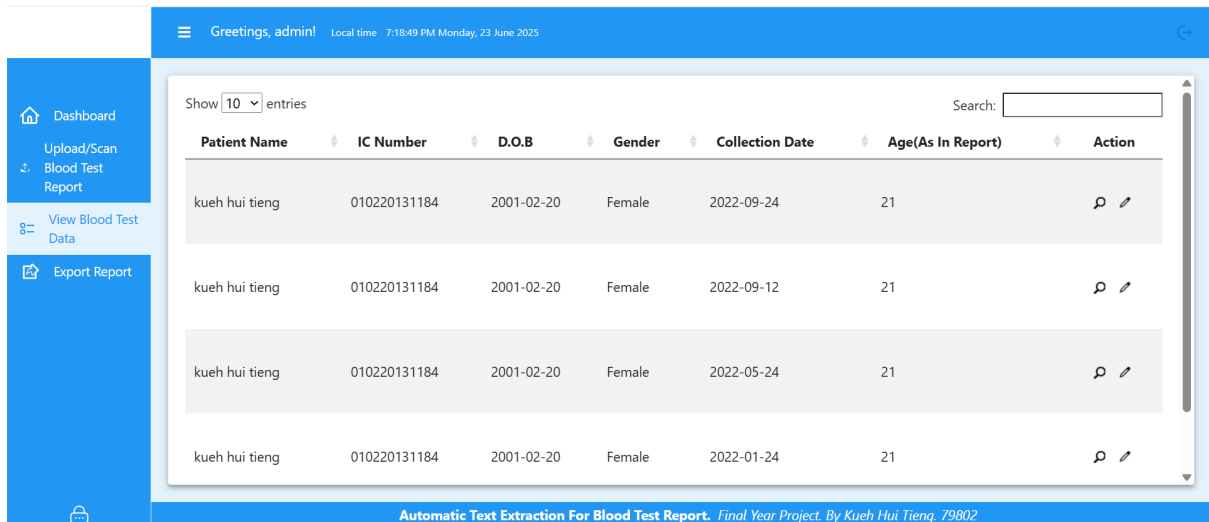 Greetings, admin! Local time 7:18:49 PM Monday, 23 June 2025
Dashboard
Upload/Scan
Blood Test
Report
View Blood Test
Data
Export Report
Show 10 entries
Search:
Patient Name IC Number D.O.B Gender Collection Date Age(As In Report) Action
kueh hui tieng 010220131184 2001-02-20 Female 2022-09-24 21
kueh hui tieng 010220131184 2001-02-20 Female 2022-09-12 21
kueh hui tieng 010220131184 2001-02-20 Female 2022-05-24 21
kueh hui tieng 010220131184 2001-02-20 Female 2022-01-24 21
Automatic Text Extraction For Blood Test Report. Final Year Project. By Kueh Hui Tieng. 79802